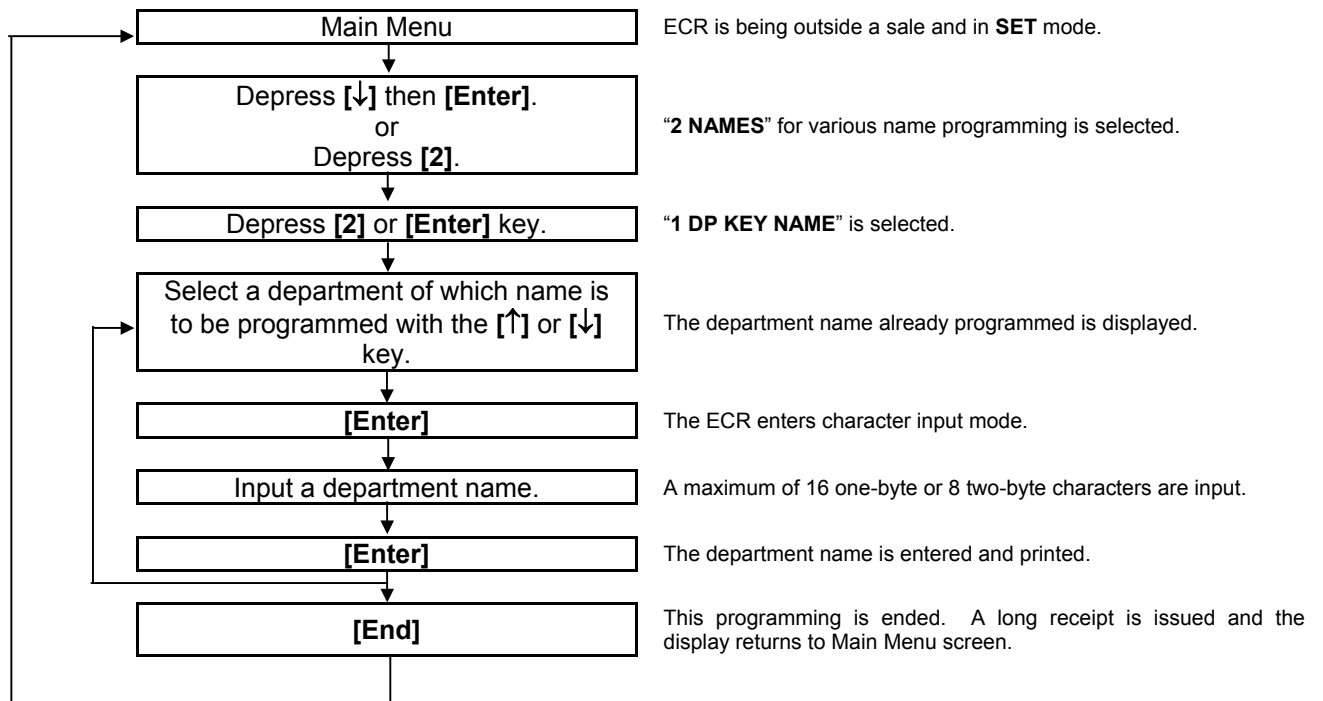 Main Menu
ECR is being outside a sale and in SET mode.
Depress [↓] then [Enter].
or
Depress [2].
“2 NAMES” for various name programming is selected.
Depress [2] or [Enter] key.
“1 DP KEY NAME” is selected.
Select a department of which name is
to be programmed with the [↑] or [↓]
key.
The department name already programmed is displayed.
[Enter]
The ECR enters character input mode.
Input a department name.
A maximum of 16 one-byte or 8 two-byte characters are input.
[Enter]
The department name is entered and printed.
[End]
This programming is ended. A long receipt is issued and the
display returns to Main Menu screen.